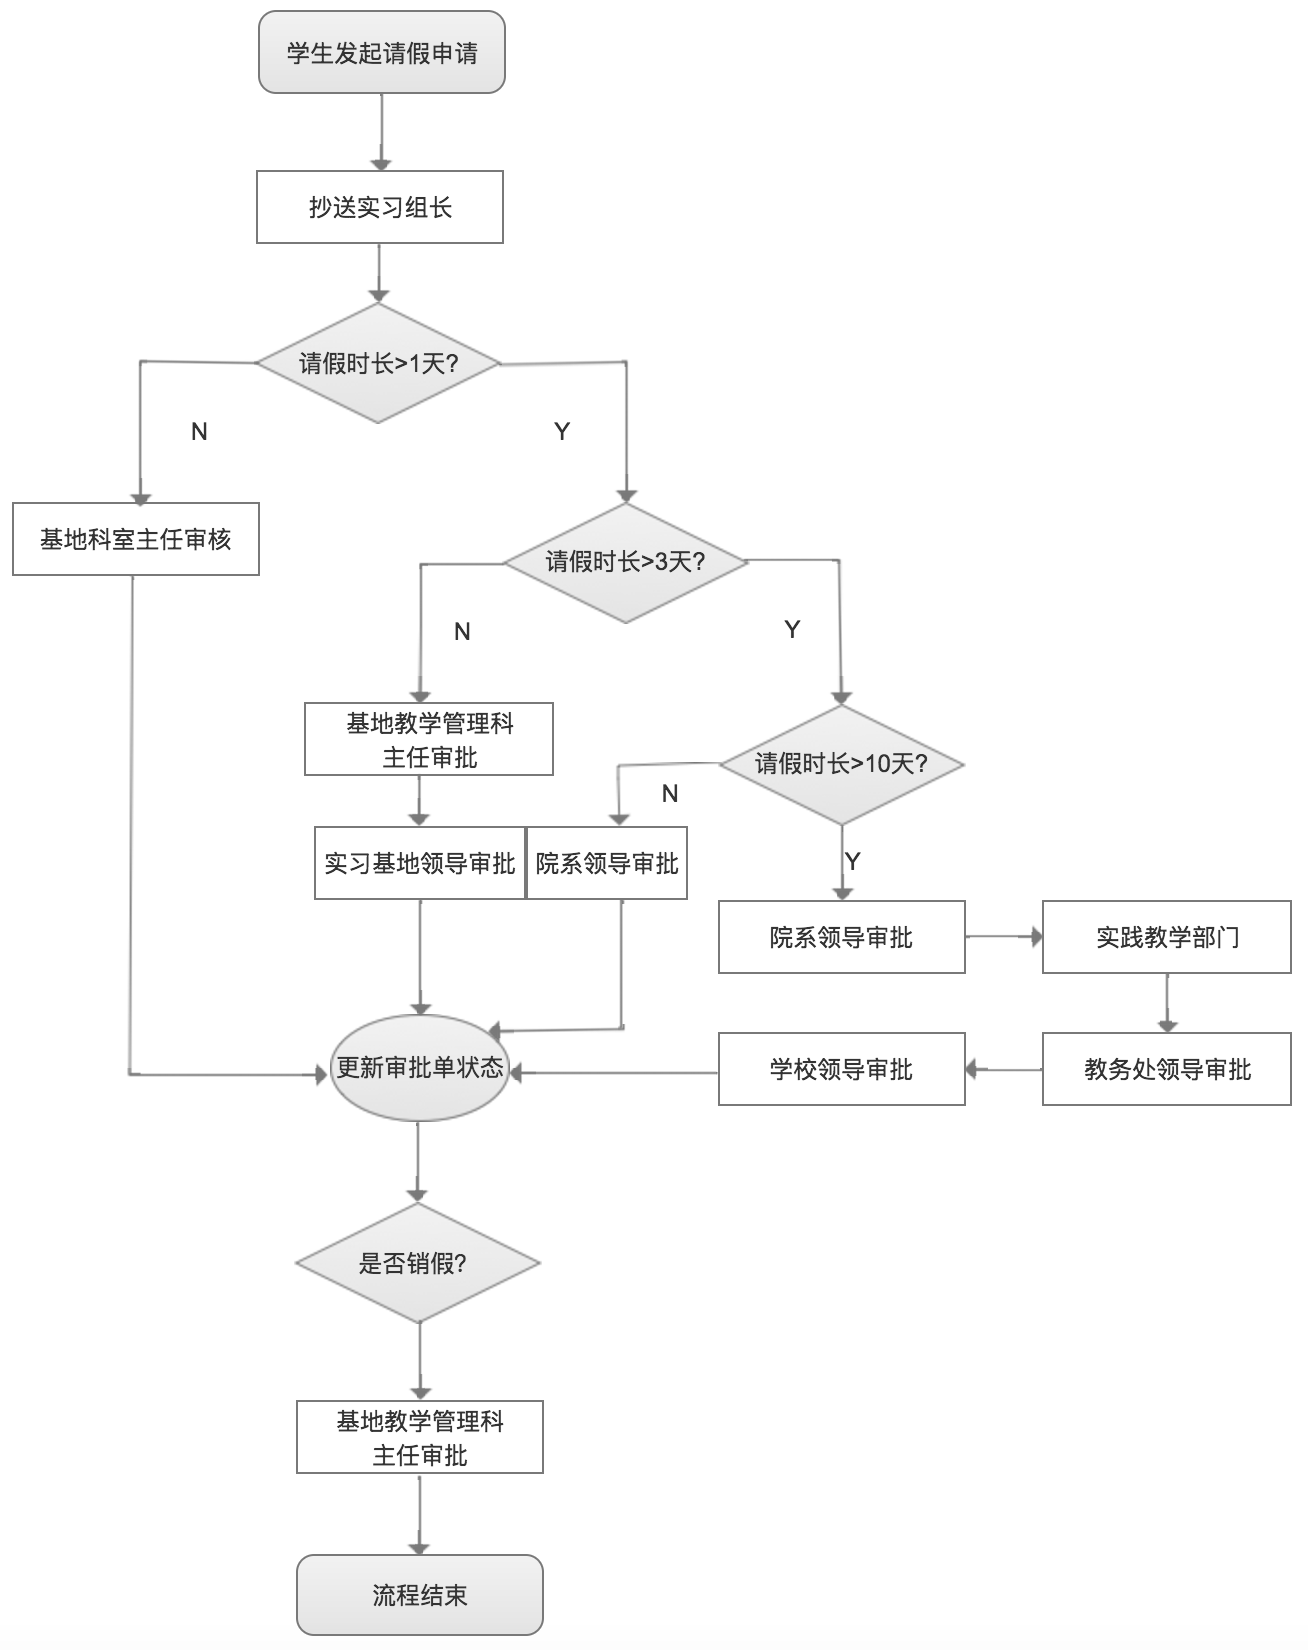 学生发起请假申请
抄送实习组长
请假时长>1天?
N
Y
基地科室主任审核
请假时长>3天?
N
Y
基地教学管理科
主任审批
请假时长>10天?
N
实习基地领导审批
院系领导审批
Y
院系领导审批
实践教学部门
更新审批单状态
学校领导审批
教务处领导审批
是否销假?
基地教学管理科
主任审批
流程结束